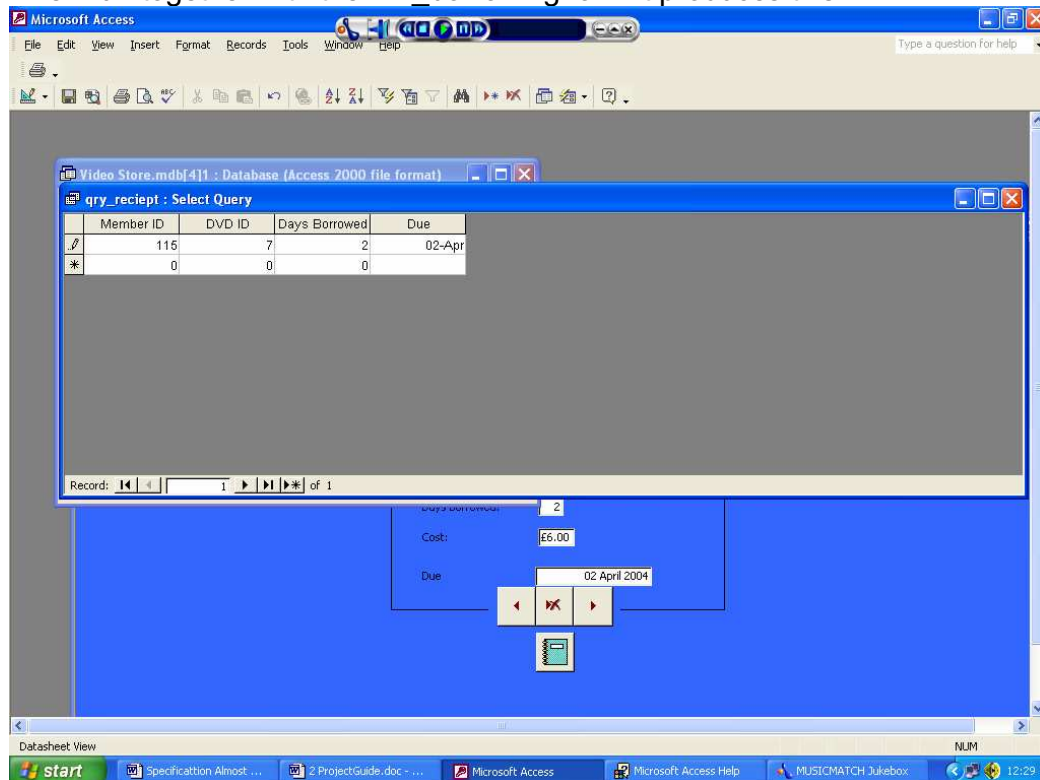 Microsoft Access
File Edit View Insert Format Records Tools Window Help
Type a question for help
Video Store.mdb[4]1 : Database (Access 2000 file format)
qry_reciept : Select Query
Member ID DVD ID Days Borrowed Due
115 7 2 02-Apr
0 0 0
Record: 1 of 1
Days Borrowed: 2
Cost: £6.00
Due 02 April 2004
Datasheet View NUM
start Specificattion Almost ... 2 ProjectGuide.doc - ... Microsoft Access Microsoft Access Help MUSICMATCH Jukebox 12:29